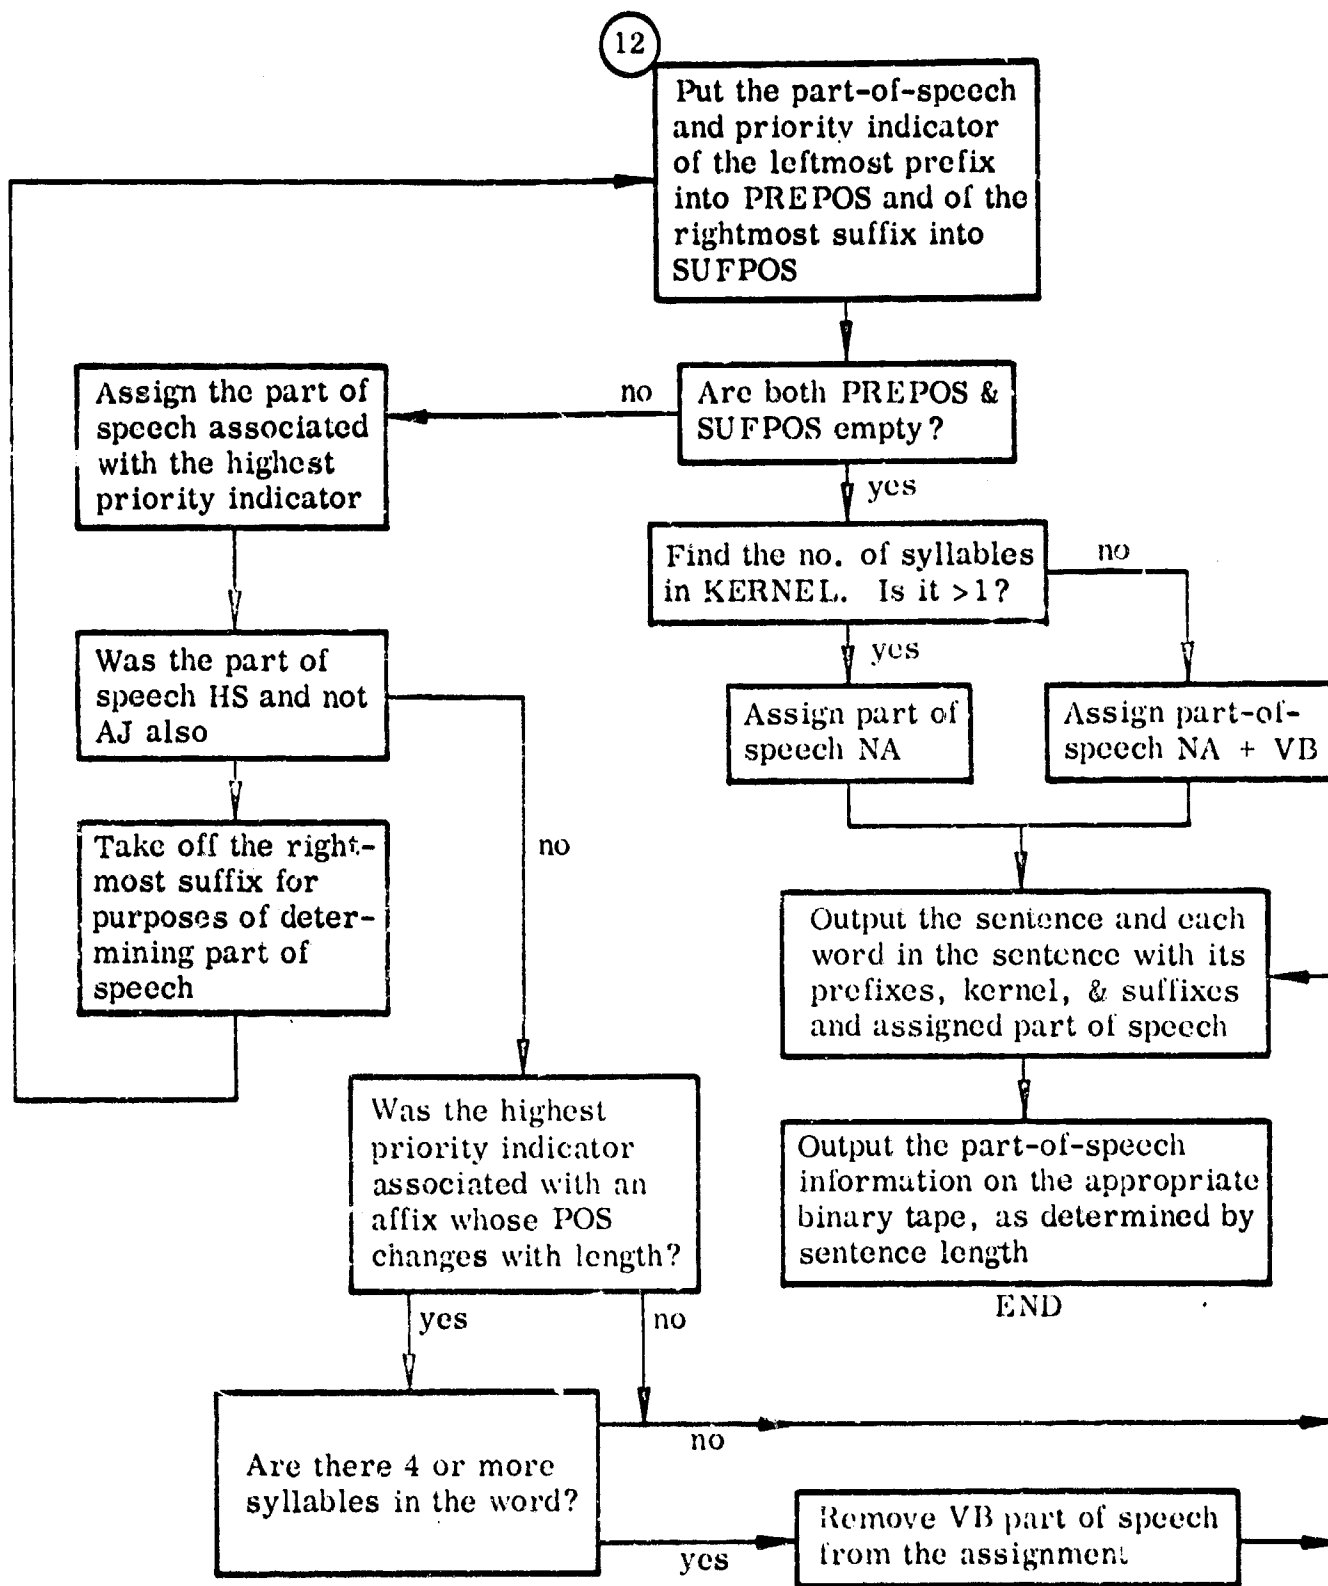 12
Put the part-of-speech
and priority indicator
of the leftmost prefix
into PREPOS and of the
rightmost suffix into
SUFPOS
Are both PREPOS &
SUFPOS empty?
no
yes
Assign the part of
speech associated
with the highest
priority indicator
Find the no. of syllables
in KERNEL. Is it >1?
no
yes
Was the part of
speech HS and not
AJ also
no
Assign part of
speech NA
Assign part-of-
speech NA + VB
Take off the right-
most suffix for
purposes of deter-
mining part of
speech
Output the sentence and each
word in the sentence with its
prefixes, kernel, & suffixes
and assigned part of speech
Was the highest
priority indicator
associated with an
affix whose POS
changes with length?
yes
no
Output the part-of-speech
information on the appropriate
binary tape, as determined by
sentence length
END
Are there 4 or more
syllables in the word?
no
yes
Remove VB part of speech
from the assignment